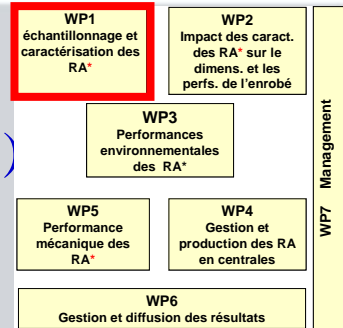 WP1
échantillonnage et
caractérisation des
RA*
WP2
Impact des caract.
des RA* sur le
dimens. et les
perfs. de l'enrobé
WP3
Performances
environnementales
des RA*
)
WP5
Performance
mécanique des
RA*
WP4
Gestion et
production des RA
en centrales
WP6
Gestion et diffusion des résultats
WP7 Management